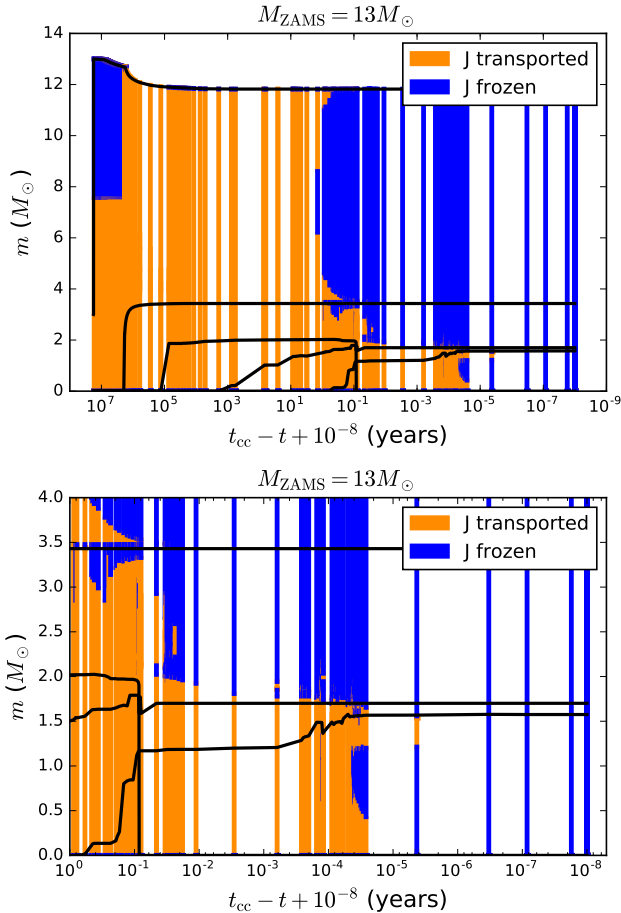 M_ZAMS = 13M_⊙
J transported
J frozen
14
12
10
8
6
4
2
0
m (M_⊙)
10^7 10^5 10^3 10^1 10^-1 10^-3 10^-5 10^-7 10^-9
t_cc − t + 10^-8 (years)
M_ZAMS = 13M_⊙
J transported
J frozen
4.0
3.5
3.0
2.5
2.0
1.5
1.0
0.5
0.0
m (M_⊙)
10^0 10^-1 10^-2 10^-3 10^-4 10^-5 10^-6 10^-7 10^-8
t_cc − t + 10^-8 (years)